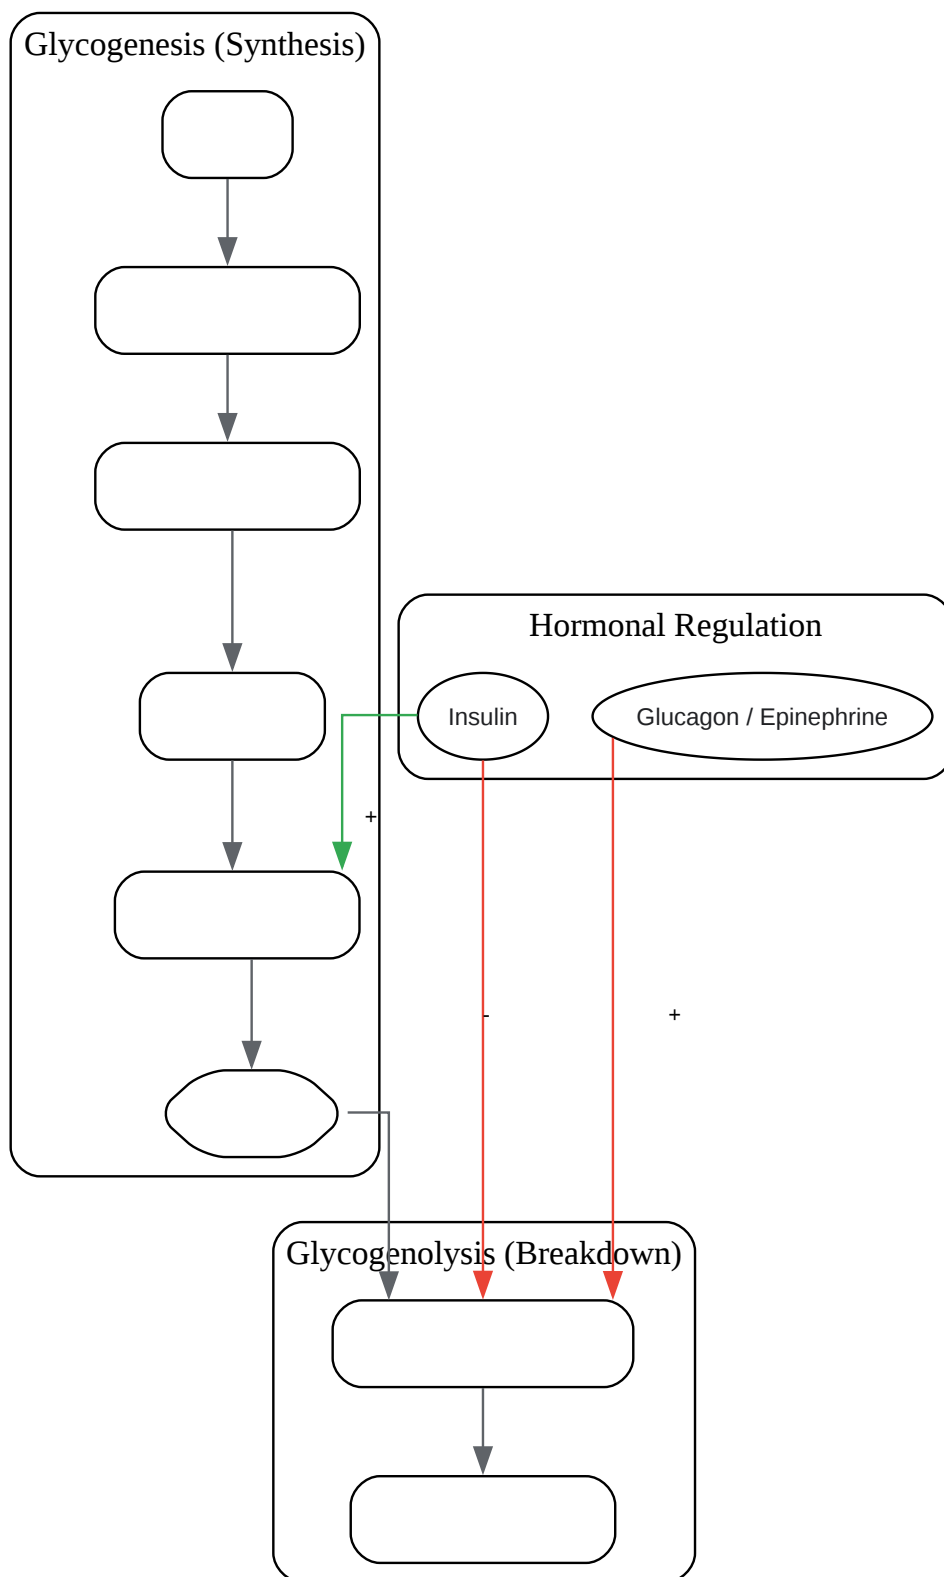 Glycogenesis (Synthesis)
Hormonal Regulation
Insulin
Glucagon / Epinephrine
+
-
+
Glycogenolysis (Breakdown)